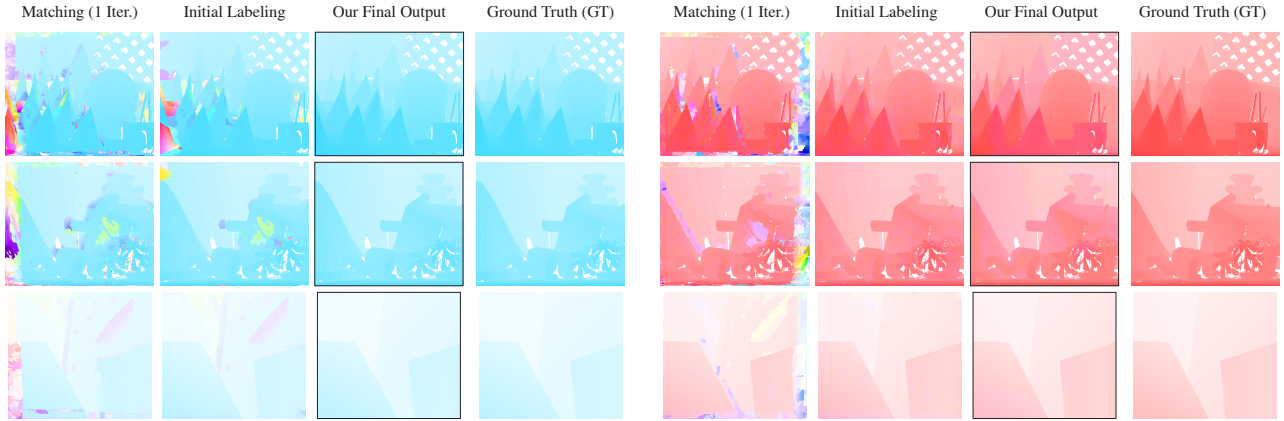 Matching (1 Iter.) Initial Labeling Our Final Output Ground Truth (GT) Matching (1 Iter.) Initial Labeling Our Final Output Ground Truth (GT)